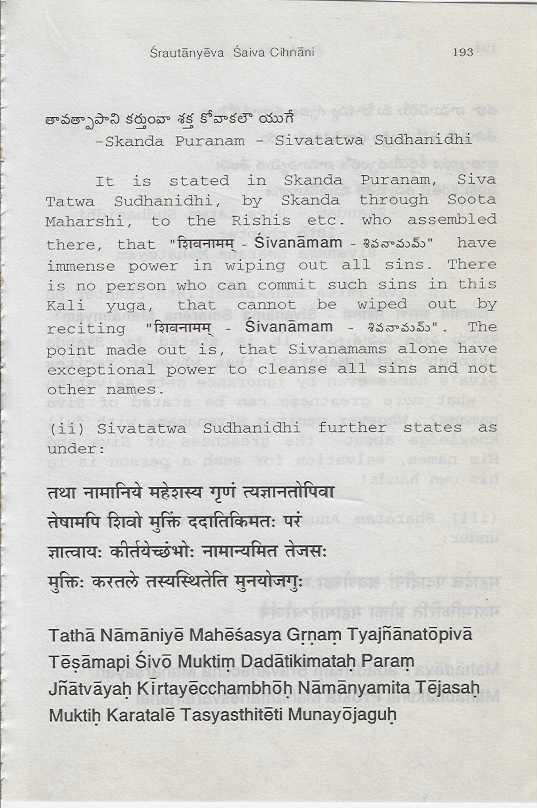 Śrautānyēva Śaiva Cihnāni 193
తావత్పాపాని కర్తుంవా శక్త కోవాకలౌ యుగే
-Skanda Puranam - Sivatatwa Sudhanidhi
It is stated in Skanda Puranam, Siva
Tatwa Sudhanidhi, by Skanda through Soota
Maharshi, to the Rishis etc. who assembled
there, that "शिवनामम् - Śivanāmam - శివనామమ్" have
immense power in wiping out all sins. There
is no person who can commit such sins in this
Kali yuga, that cannot be wiped out by
reciting "शिवनामम् - Śivanāmam - శివనామమ్". The
point made out is, that Sivanamams alone have
exceptional power to cleanse all sins and not
other names.
(ii) Sivatatwa Sudhanidhi further states as
under:
तथा नामानिये महेशस्य गृणं त्यज्ञानतोपिवा
तेषामपि शिवो मुक्तिं ददातिकिमतः परं
ज्ञात्वायः कीर्तयेच्छंभोः नामान्यमित तेजसः
मुक्तिः करतले तस्यस्थितेति मुनयोजगुः
Tathā Nāmāniyē Mahēśasya Gṛṇaṃ Tyajñānatōpivā
Tēṣāmapi Śivō Muktiṃ Dadātikimataḥ Paraṃ
Jñātvāyaḥ Kīrtayēcchambhōḥ Nāmānyamita Tējasaḥ
Muktiḥ Karatalē Tasyasthitēti Munayōjaguḥ